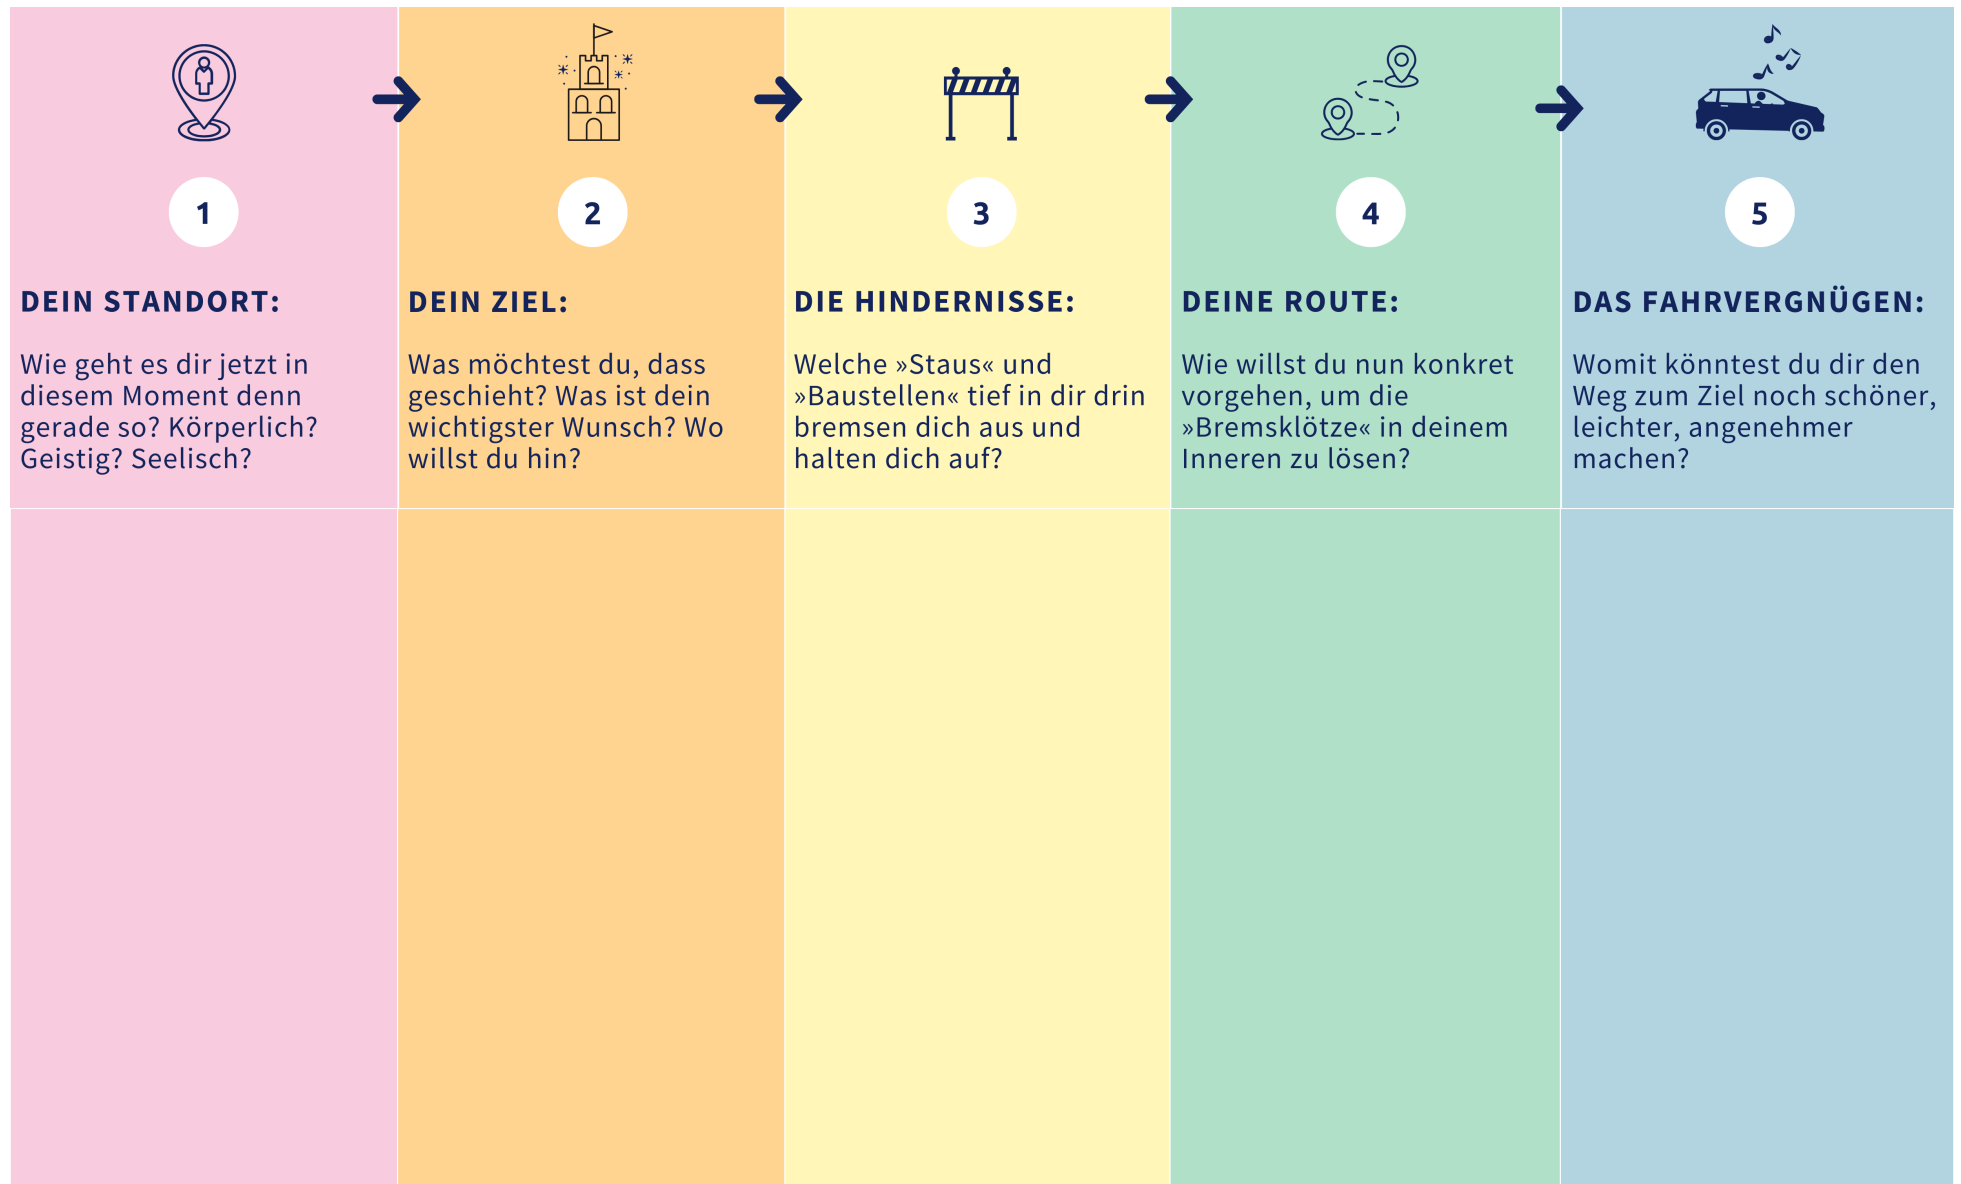 1
DEIN STANDORT:
Wie geht es dir jetzt in
diesem Moment denn
gerade so? Körperlich?
Geistig? Seelisch?
2
DEIN ZIEL:
Was möchtest du, dass
geschieht? Was ist dein
wichtigster Wunsch? Wo
willst du hin?
3
DIE HINDERNISSE:
Welche »Staus« und
»Baustellen« tief in dir drin
bremsen dich aus und
halten dich auf?
4
DEINE ROUTE:
Wie willst du nun konkret
vorgehen, um die
»Bremsklötze« in deinem
Inneren zu lösen?
5
DAS FAHRVERGNÜGEN:
Womit könntest du dir den
Weg zum Ziel noch schöner,
leichter, angenehmer
machen?